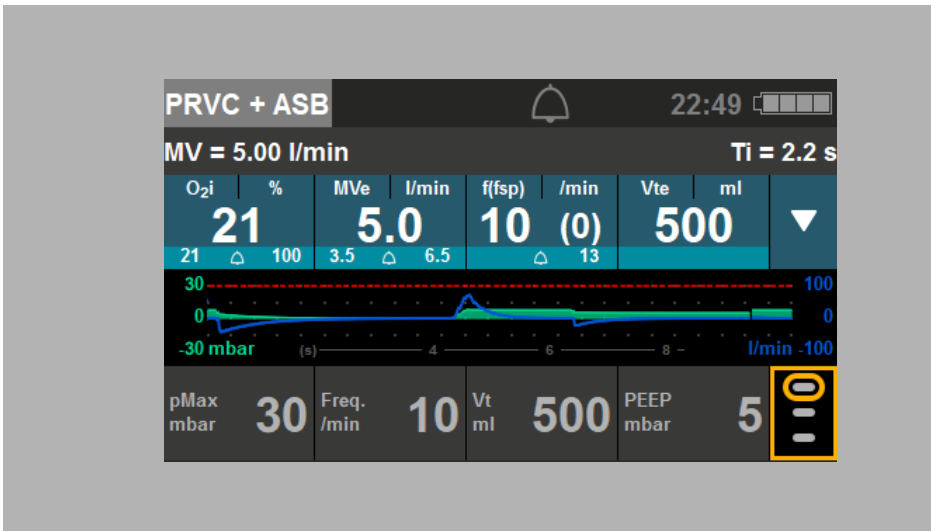 PRVC + ASB 22:49
MV = 5.00 l/min Ti = 2.2 s
O₂i % MVe l/min f(fsp) /min Vte ml
21 5.0 10 (0) 500
21 100 3.5 6.5 13
30 100
0 0
-30 mbar (s) 4 6 8 l/min -100
pMax mbar 30 Freq. /min 10 Vt ml 500 PEEP mbar 5